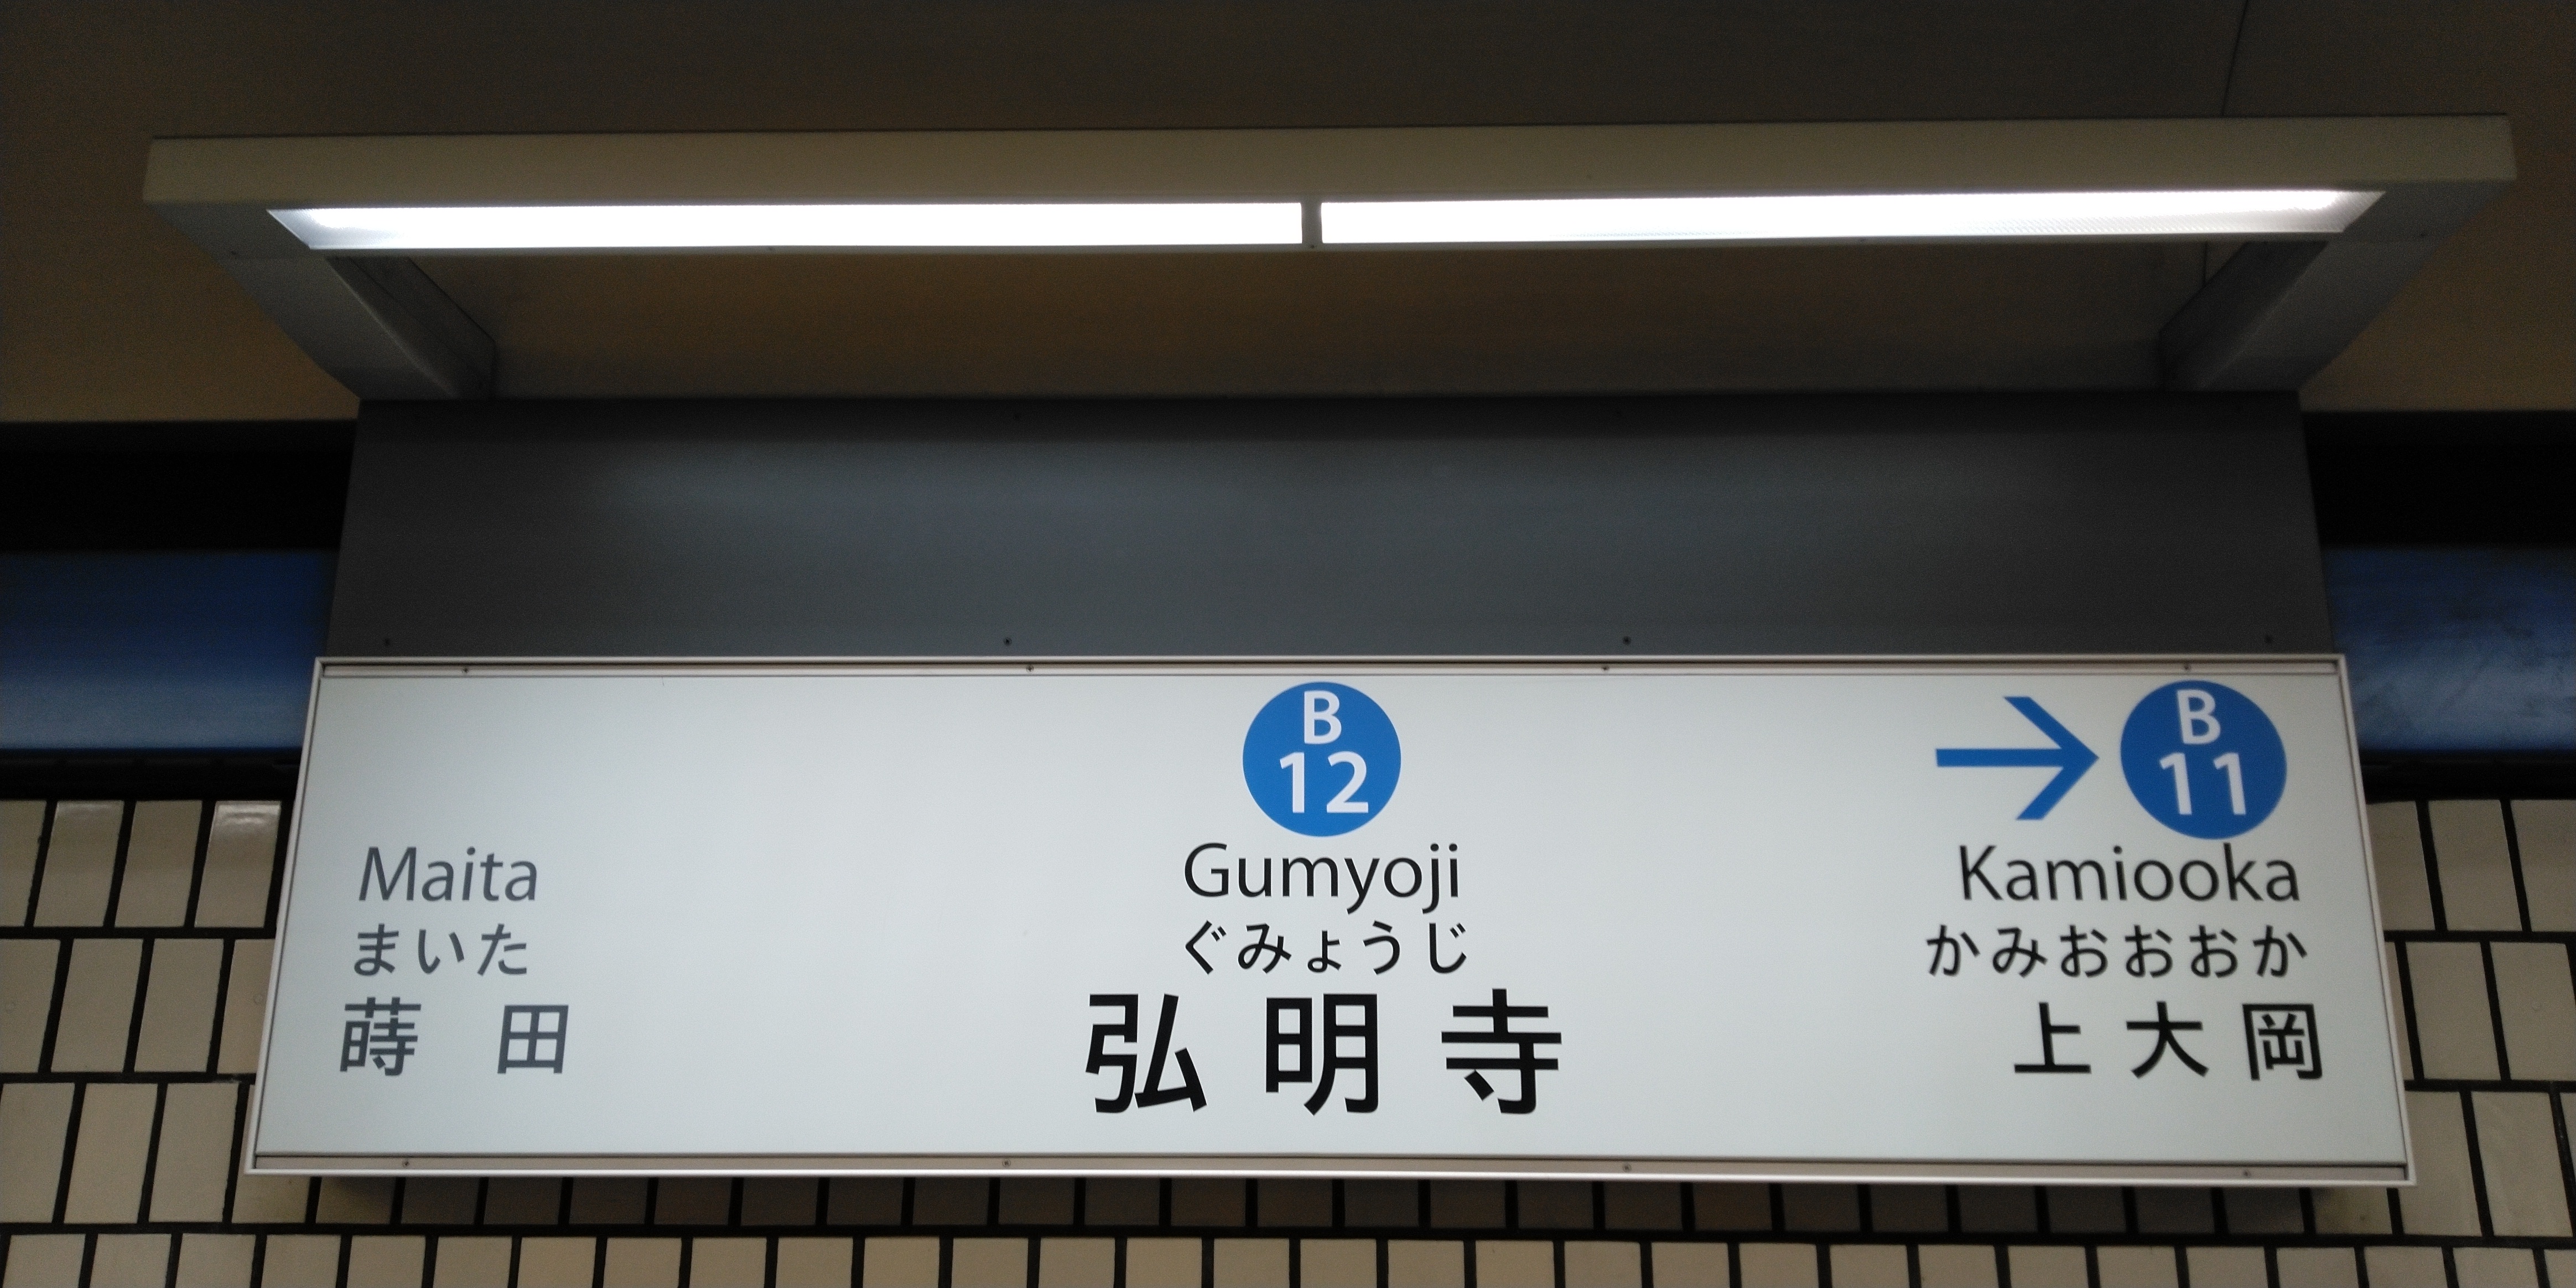 Maita
まいた
蒔田
B
12
Gumyoji
ぐみょうじ
弘明寺
→ B
11
Kamiooka
かみおおおか
上大岡